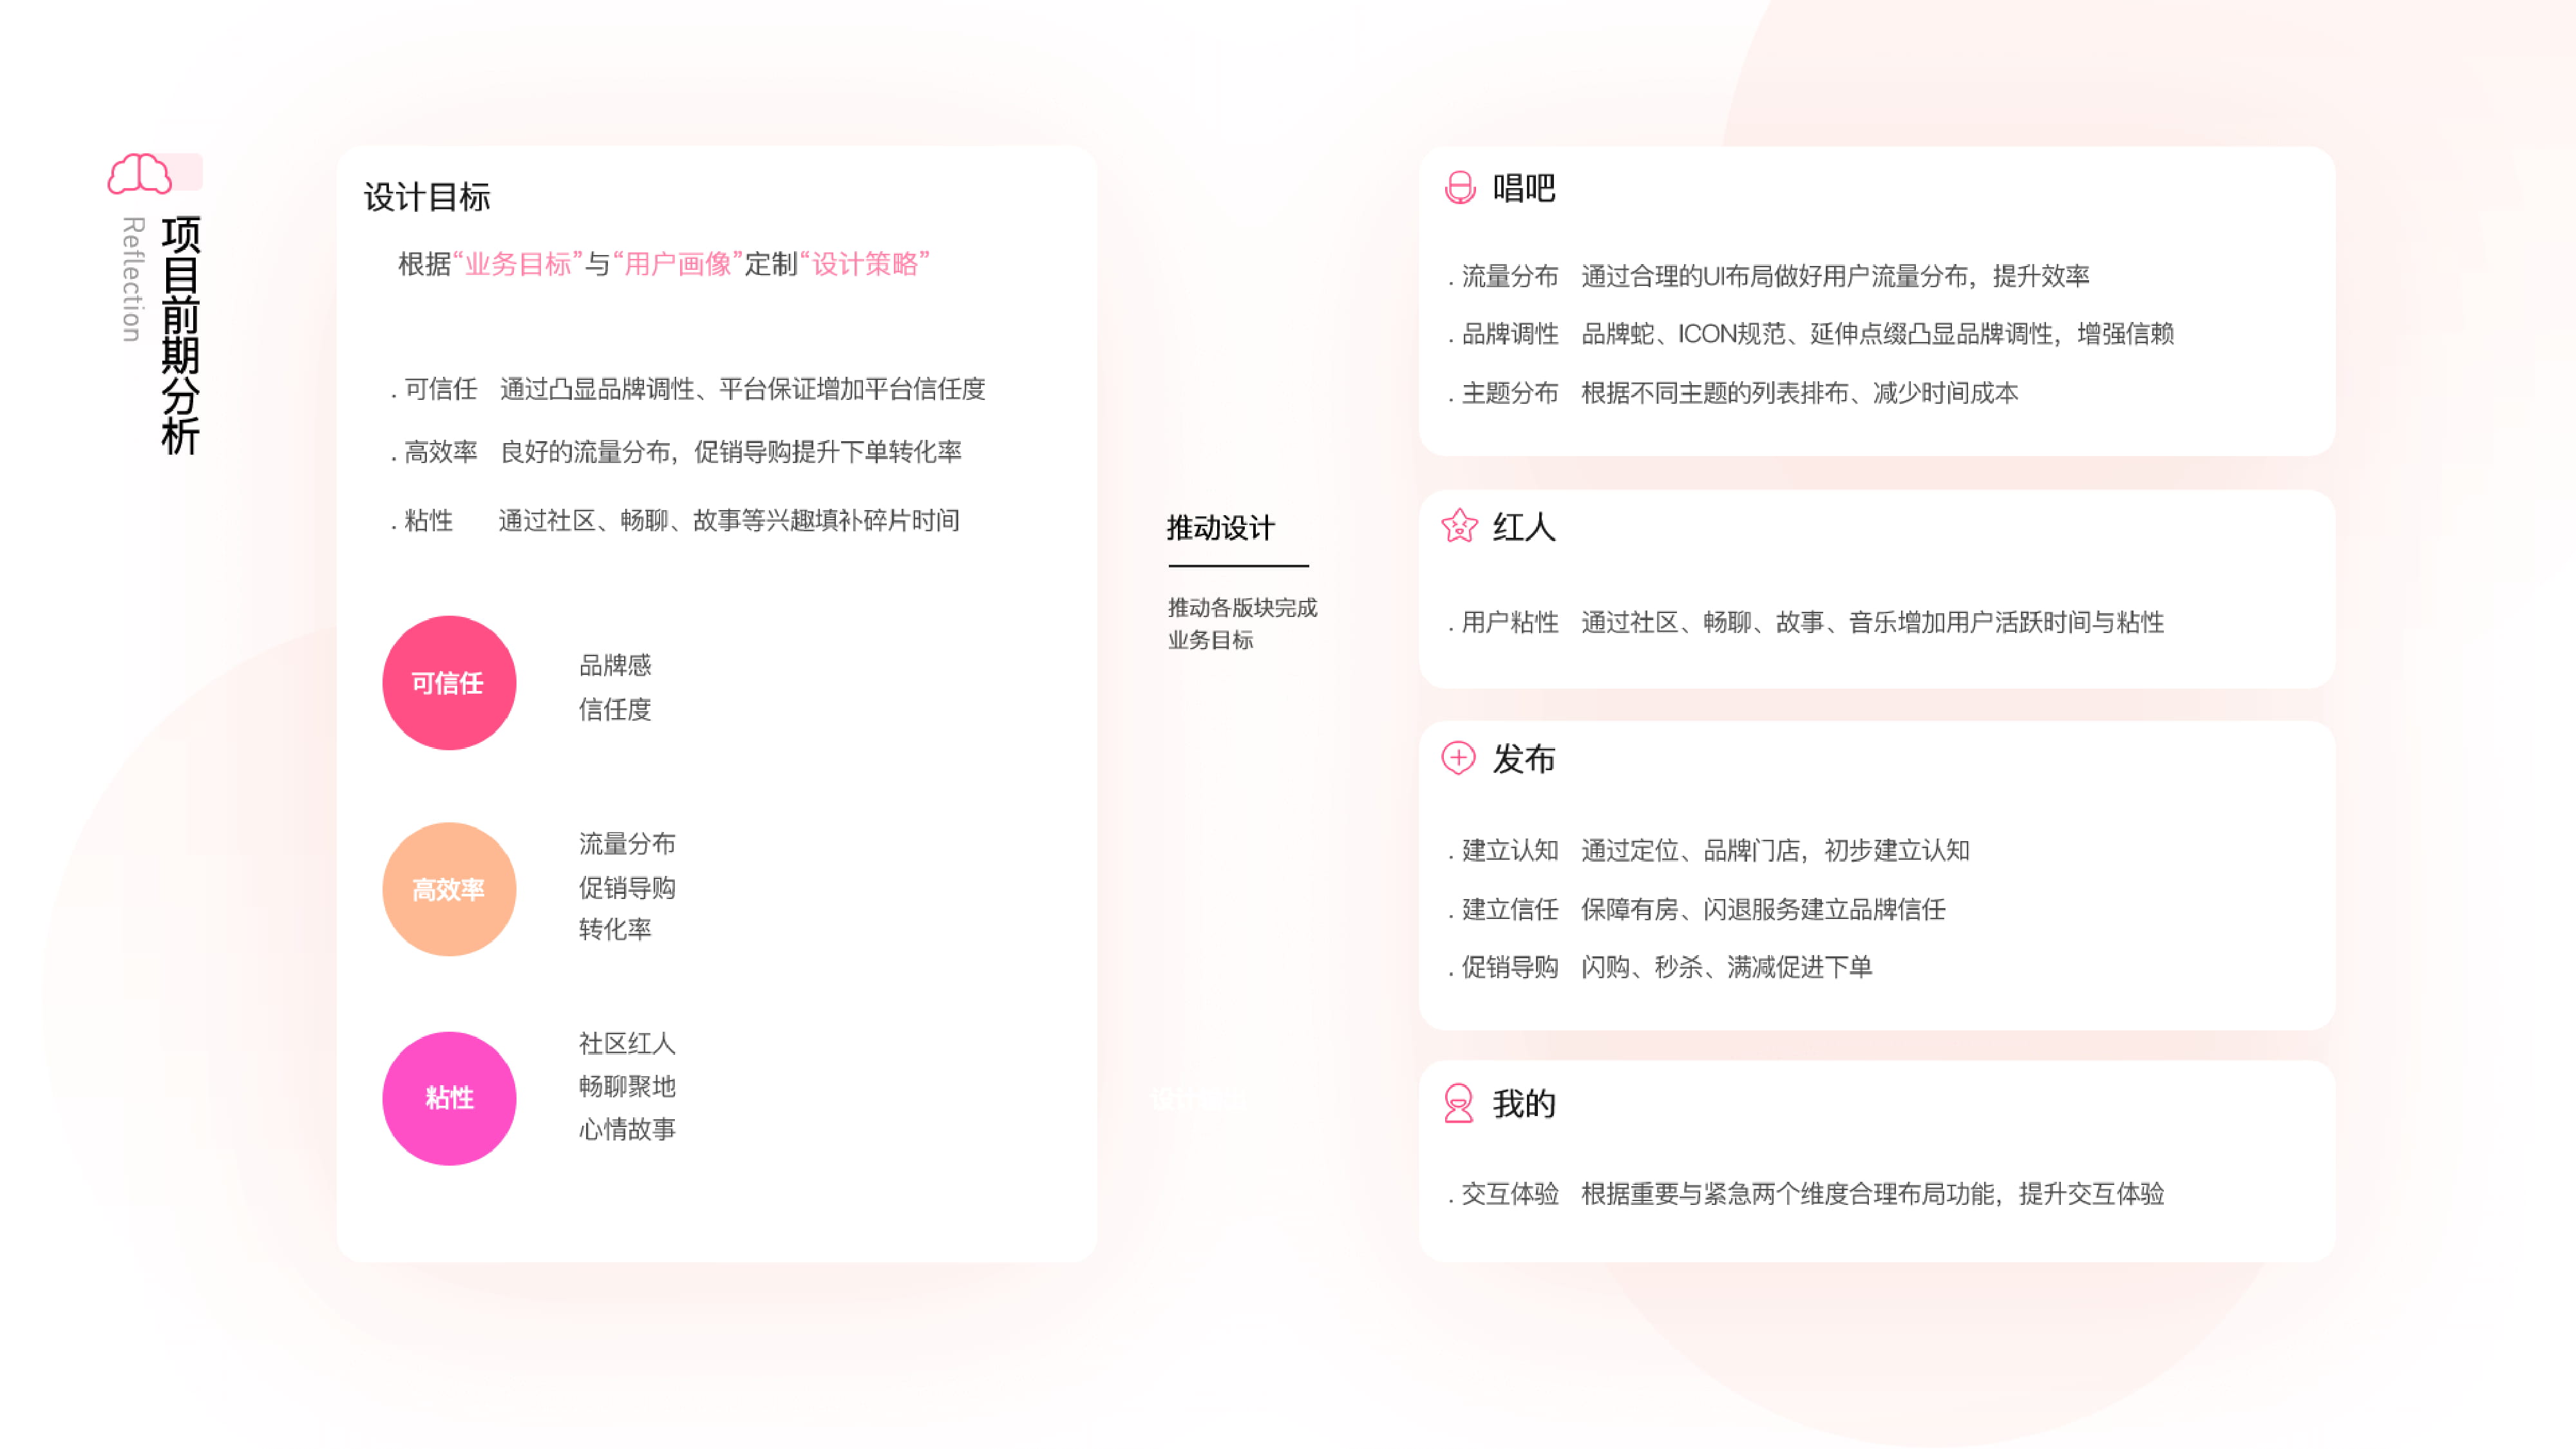 项目前期分析
Reflection
设计目标
根据“业务目标”与“用户画像”定制“设计策略”
. 可信任 通过凸显品牌调性、平台保证增加平台信任度
. 高效率 良好的流量分布，促销导购提升下单转化率
. 粘性 通过社区、畅聊、故事等兴趣填补碎片时间
可信任
品牌感
信任度
高效率
流量分布
促销导购
转化率
粘性
社区红人
畅聊聚地
心情故事
推动设计
推动各版块完成
业务目标
唱吧
. 流量分布 通过合理的UI布局做好用户流量分布，提升效率
. 品牌调性 品牌蛇、ICON规范、延伸点缀凸显品牌调性，增强信赖
. 主题分布 根据不同主题的列表排布、减少时间成本
红人
. 用户粘性 通过社区、畅聊、故事、音乐增加用户活跃时间与粘性
发布
. 建立认知 通过定位、品牌门店，初步建立认知
. 建立信任 保障有房、闪退服务建立品牌信任
. 促销导购 闪购、秒杀、满减促进下单
我的
. 交互体验 根据重要与紧急两个维度合理布局功能，提升交互体验